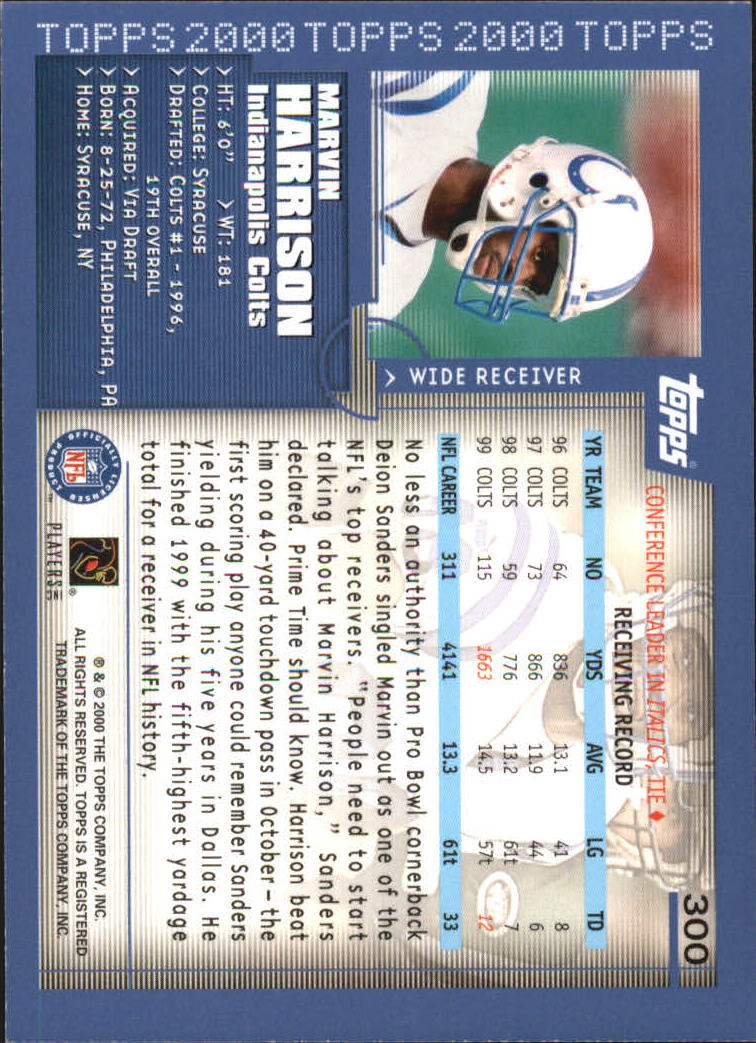 TOPPS 2000 TOPPS 2000 TOPPS
> WIDE RECEIVER
MARVIN
HARRISON
Indianapolis Colts
> HT: 6'0" > WT: 181
> COLLEGE: SYRACUSE
> DRAFTED: COLTS #1 - 1996,
19TH OVERALL
> ACQUIRED: VIA DRAFT
> BORN: 8-25-72, PHILADELPHIA, PA
> HOME: SYRACUSE, NY
topps®
300
CONFERENCE LEADER IN ITALICS, TIE ♦
RECEIVING RECORD
YR TEAM NO YDS AVG LG TD
96 COLTS 64 836 13.1 41 8
97 COLTS 73 866 11.9 44 6
98 COLTS 59 776 13.2 61t 7
99 COLTS 115 1663 14.5 57t 12
NFL CAREER 311 4141 13.3 61t 33
No less an authority than Pro Bowl cornerback
Deion Sanders singled Marvin out as one of the
NFL's top receivers. "People need to start
talking about Marvin Harrison," Sanders
declared. Prime Time should know. Harrison beat
him on a 40-yard touchdown pass in October — the
first scoring play anyone could remember Sanders
yielding during his five years in Dallas. He
finished 1999 with the fifth-highest yardage
total for a receiver in NFL history.
OFFICIALLY LICENSED
PRODUCT
NFL
™
PLAYERS INC
®
® & © 2000 THE TOPPS COMPANY, INC.
ALL RIGHTS RESERVED. TOPPS IS A REGISTERED
TRADEMARK OF THE TOPPS COMPANY, INC.